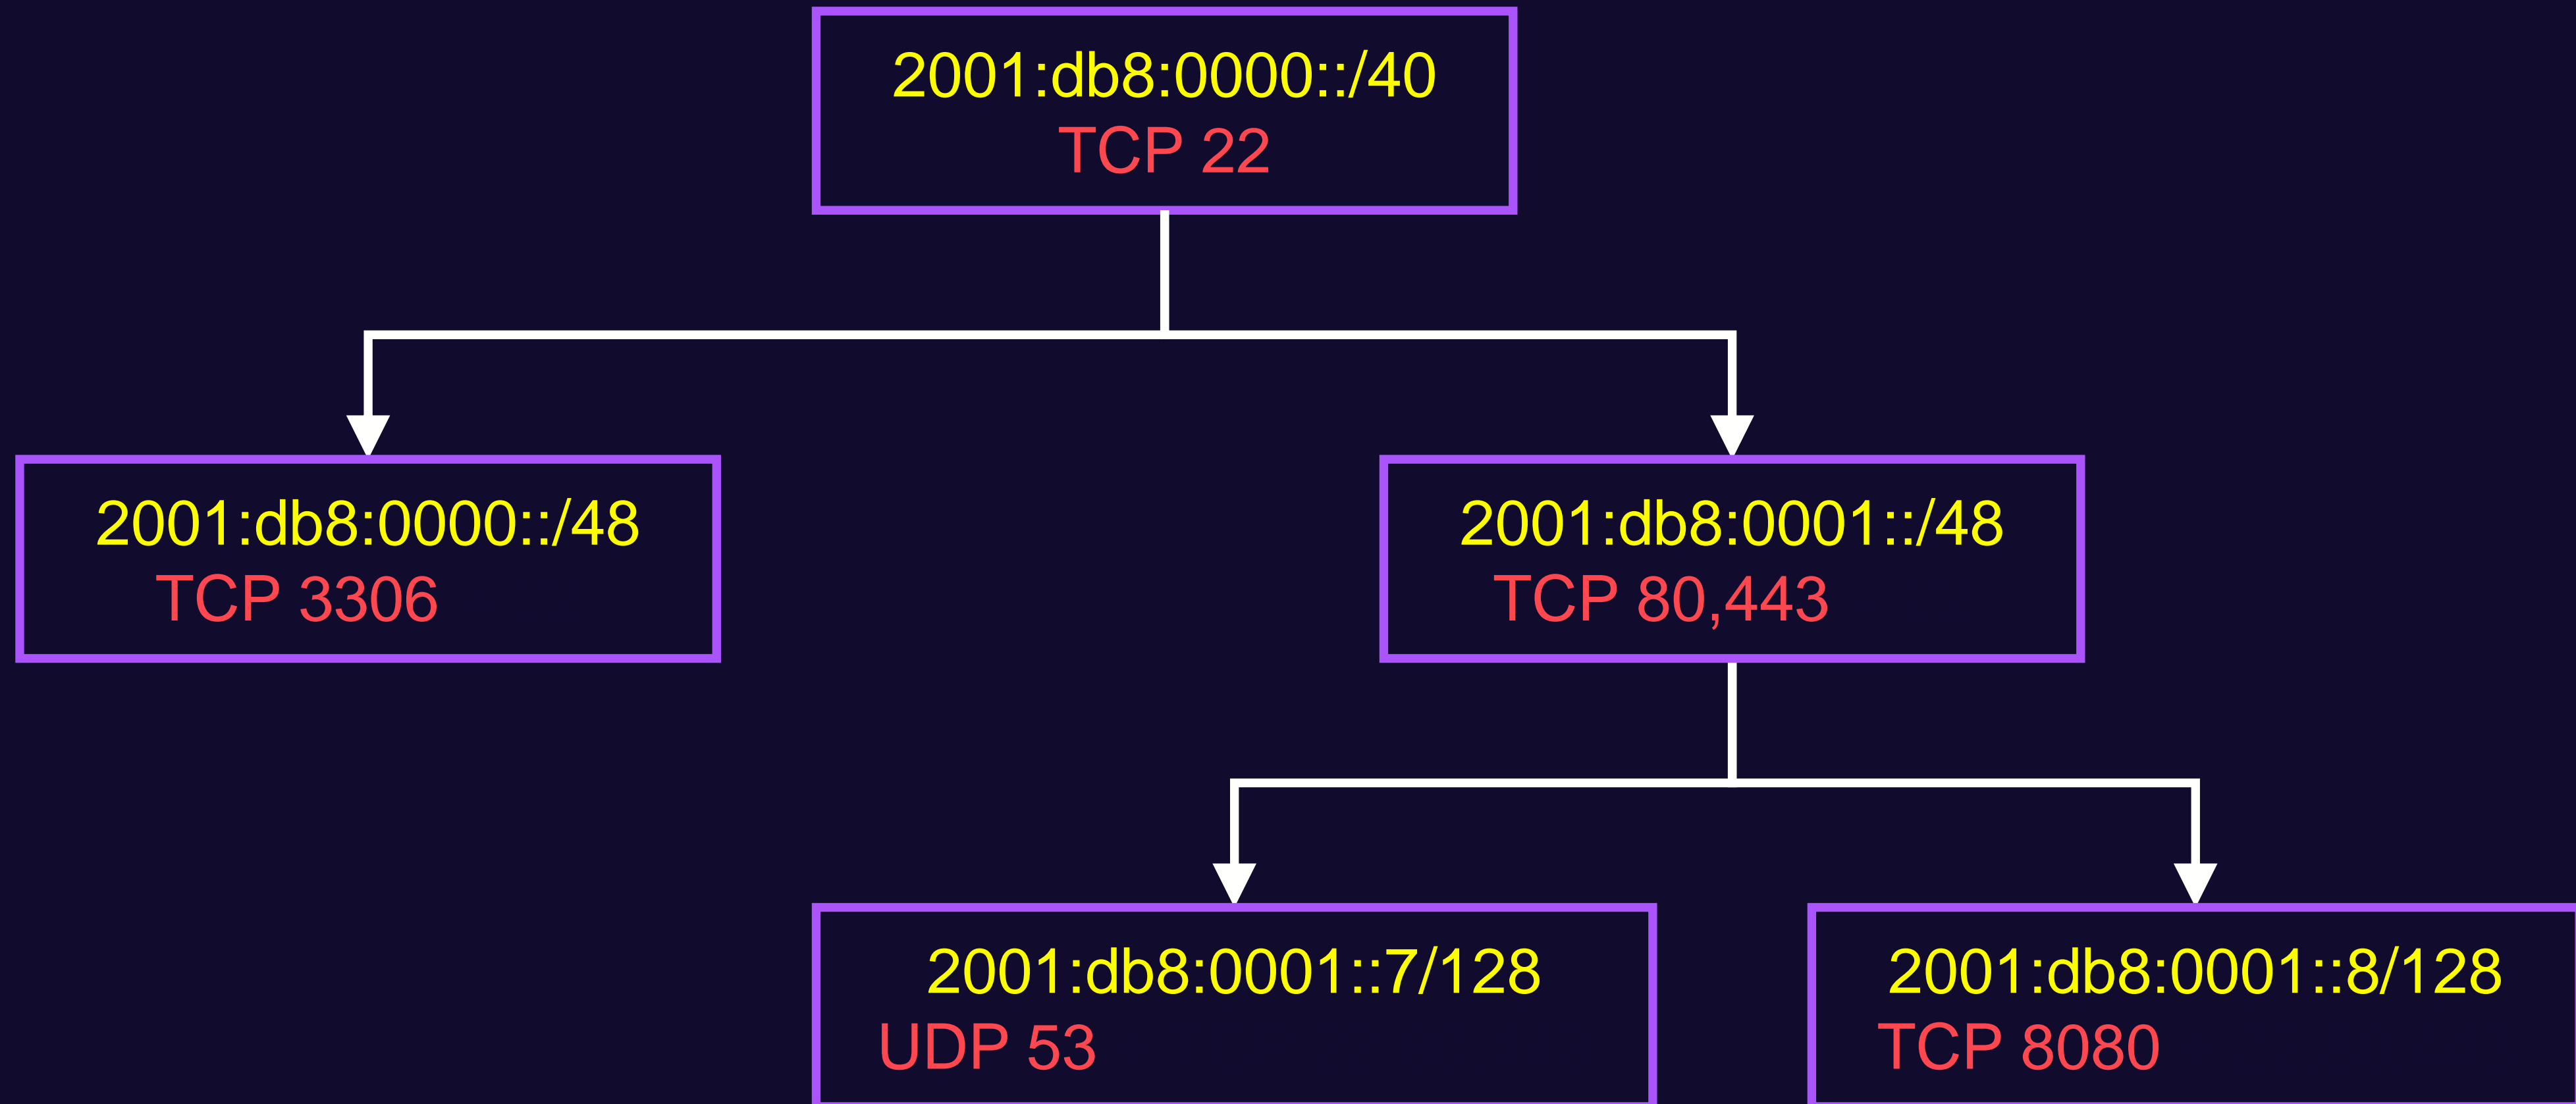 2001:db8:0000::/40
TCP 22
2001:db8:0000::/48
TCP 3306
2001:db8:0001::/48
TCP 80,443
2001:db8:0001::7/128
UDP 53
2001:db8:0001::8/128
TCP 8080